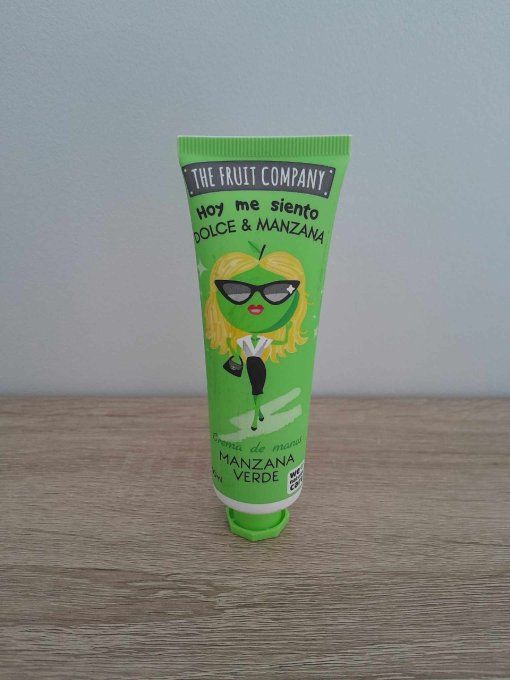 THE FRUIT COMPANY
Hoy me siento
DOLCE & MANZANA
Crema de manos
MANZANA
VERDE